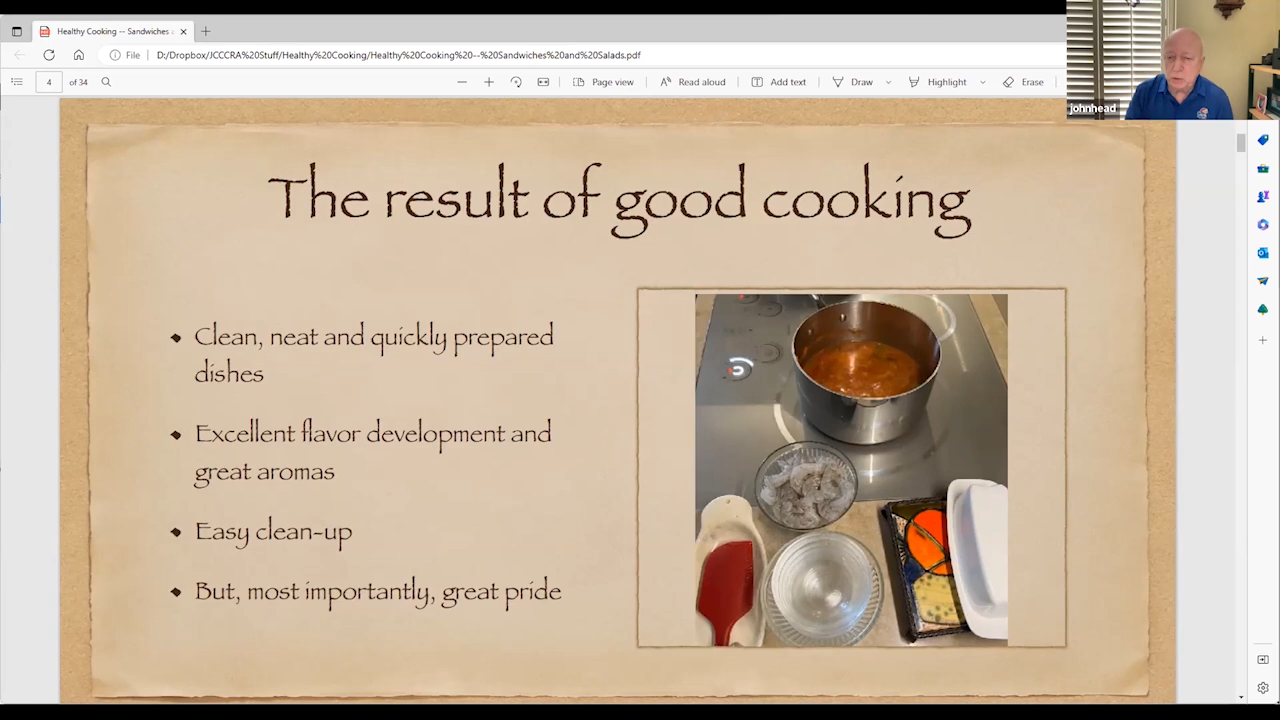 Healthy Cooking -- Sandwiches a
File
D:/Dropbox/JCCCRA%20Stuff/Healthy%20Cooking/Healthy%20Cooking%20--%20Sandwiches%20and%20Salads.pdf
4 of 34
Page view
Read aloud
Add text
Draw
Highlight
Erase
johnhead
The result of good cooking
Clean, neat and quickly prepared
dishes
Excellent flavor development and
great aromas
Easy clean-up
But, most importantly, great pride